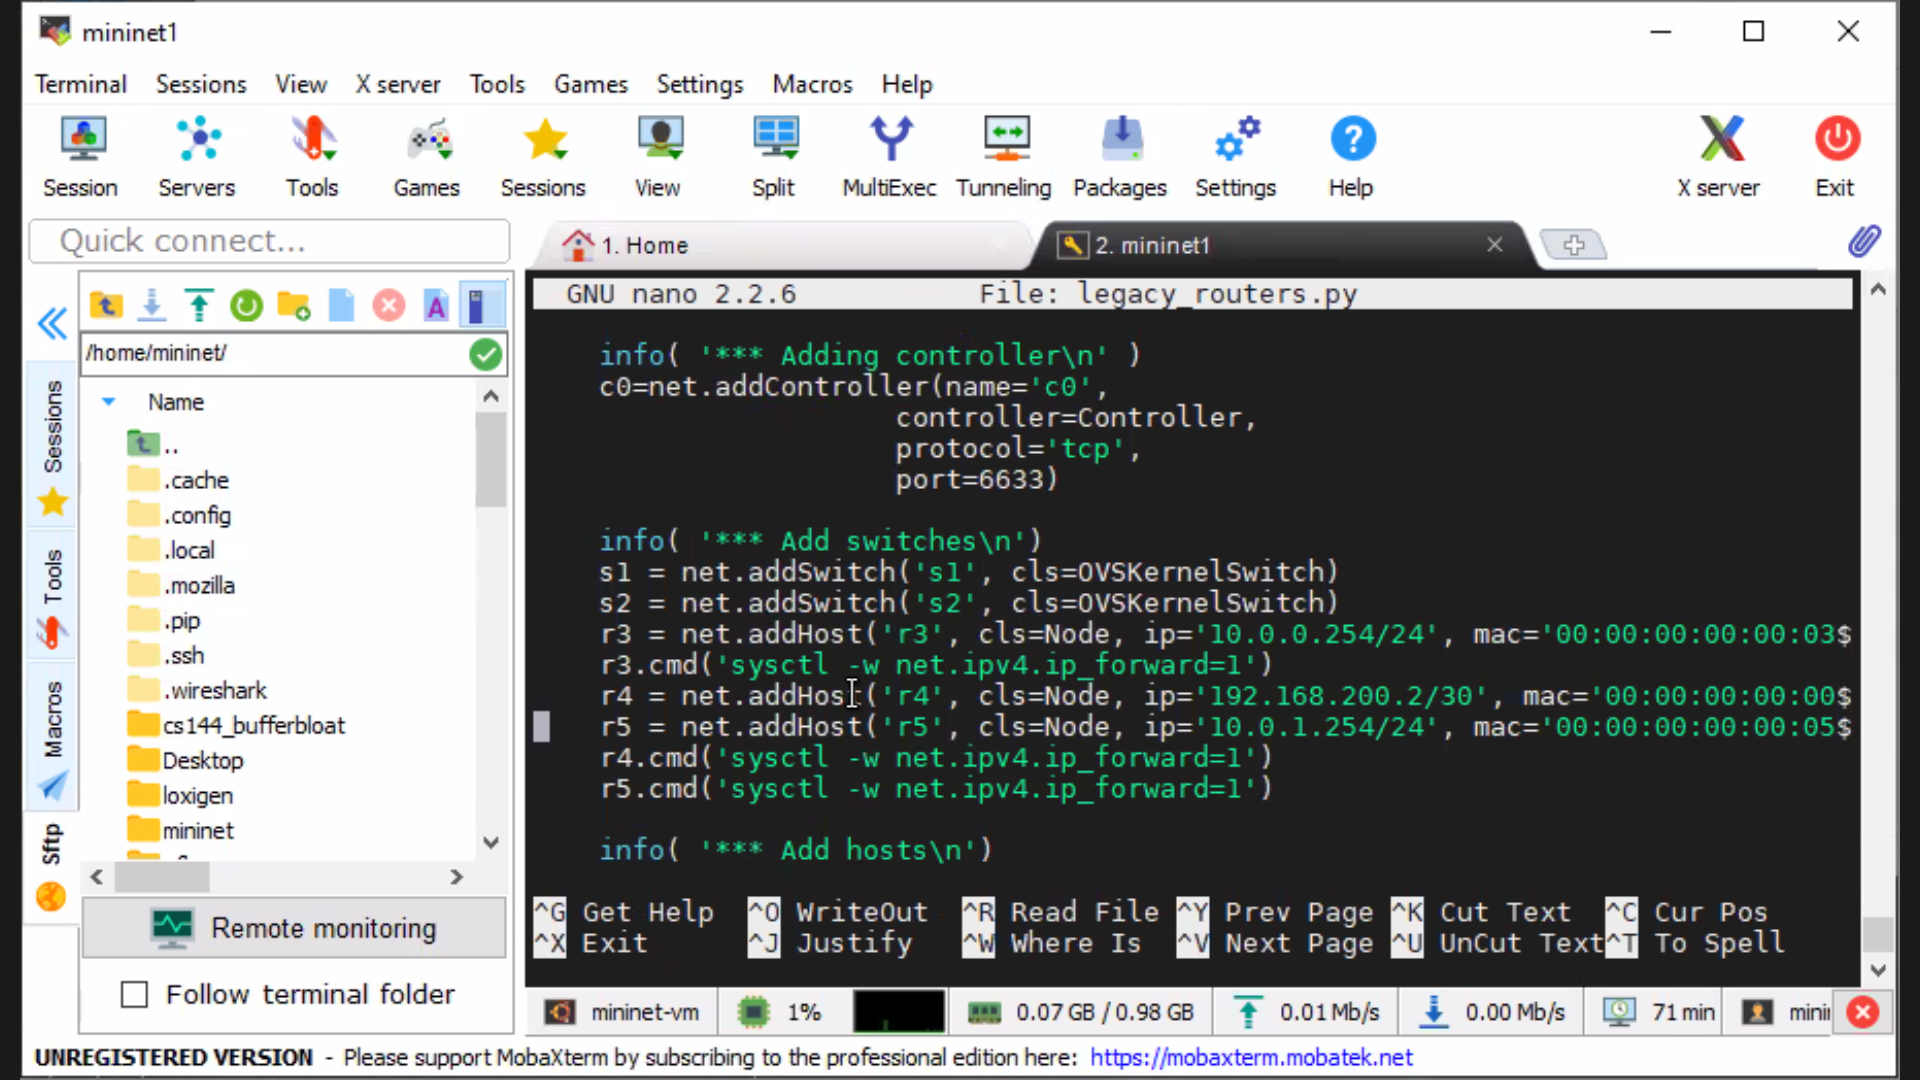 mininet1
Terminal Sessions View X server Tools Games Settings Macros Help
Session Servers Tools Games Sessions View Split MultiExec Tunneling Packages Settings Help X server Exit
Quick connect...
1. Home
2. mininet1
/home/mininet/
Name
..
.cache
.config
.local
.mozilla
.pip
.ssh
.wireshark
cs144_bufferbloat
Desktop
loxigen
mininet
Sessions
Tools
Macros
Sftp
Remote monitoring
Follow terminal folder
GNU nano 2.2.6 File: legacy_routers.py
info( '*** Adding controller\n' )
c0=net.addController(name='c0',
controller=Controller,
protocol='tcp',
port=6633)
info( '*** Add switches\n')
s1 = net.addSwitch('s1', cls=OVSKernelSwitch)
s2 = net.addSwitch('s2', cls=OVSKernelSwitch)
r3 = net.addHost('r3', cls=Node, ip='10.0.0.254/24', mac='00:00:00:00:00:03$
r3.cmd('sysctl -w net.ipv4.ip_forward=1')
r4 = net.addHost('r4', cls=Node, ip='192.168.200.2/30', mac='00:00:00:00:00$
r5 = net.addHost('r5', cls=Node, ip='10.0.1.254/24', mac='00:00:00:00:00:05$
r4.cmd('sysctl -w net.ipv4.ip_forward=1')
r5.cmd('sysctl -w net.ipv4.ip_forward=1')
info( '*** Add hosts\n')
^G Get Help ^O WriteOut ^R Read File ^Y Prev Page ^K Cut Text ^C Cur Pos
^X Exit ^J Justify ^W Where Is ^V Next Page ^U UnCut Text ^T To Spell
mininet-vm 1% 0.07 GB / 0.98 GB 0.01 Mb/s 0.00 Mb/s 71 min
UNREGISTERED VERSION - Please support MobaXterm by subscribing to the professional edition here: https://mobaxterm.mobatek.net